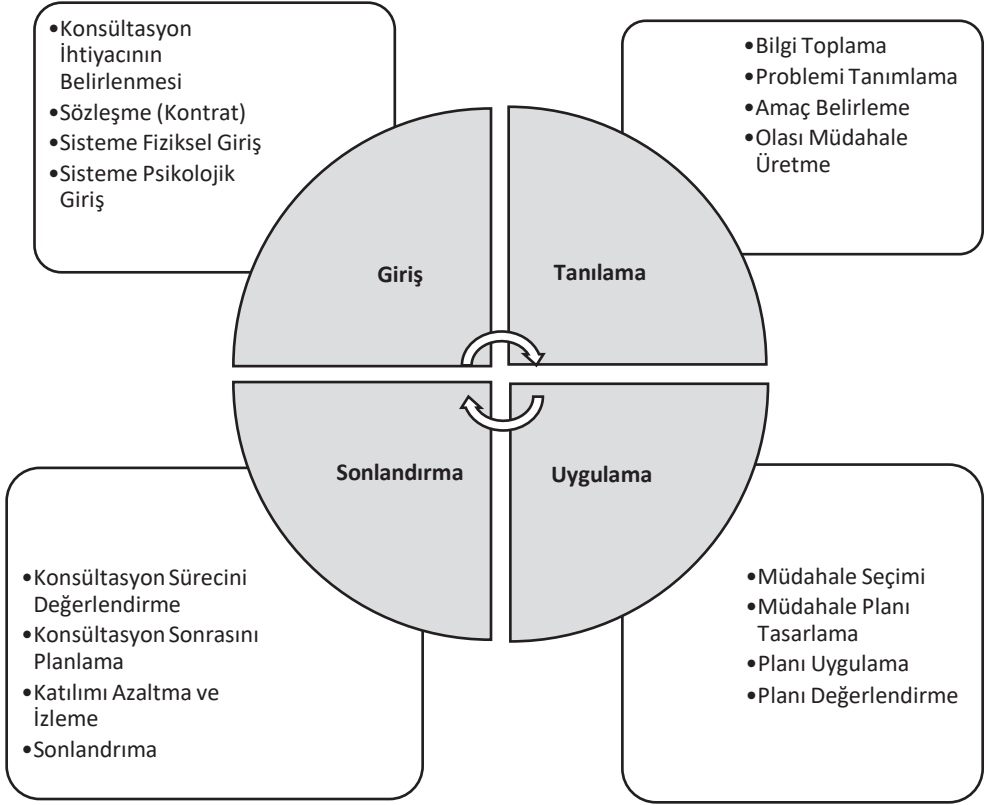 •Konsültasyon
İhtiyacının
Belirlenmesi
•Sözleşme (Kontrat)
•Sisteme Fiziksel Giriş
•Sisteme Psikolojik
Giriş
•Bilgi Toplama
•Problemi Tanımlama
•Amaç Belirleme
•Olası Müdahale
Üretme
Giriş
Tanılama
Sonlandırma
Uygulama
•Konsültasyon Sürecini
Değerlendirme
•Konsültasyon Sonrasını
Planlama
•Katılımı Azaltma ve
İzleme
•Sonlandrıma
•Müdahale Seçimi
•Müdahale Planı
Tasarlama
•Planı Uygulama
•Planı Değerlendirme